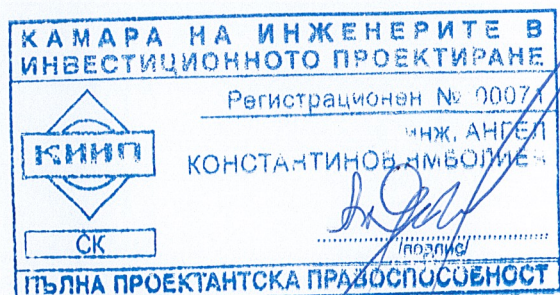 КАМАРА НА ИНЖЕНЕРИТЕ В
ИНВЕСТИЦИОННОТО ПРОЕКТИРАНЕ
Регистрационен №
инж. АНГЕЛ
КИИП
КОНСТАНТИНОВ
СК
/подпис/
ПЪЛНА ПРОЕКТАНТСКА ПРАВОСПОСОБНОСТ